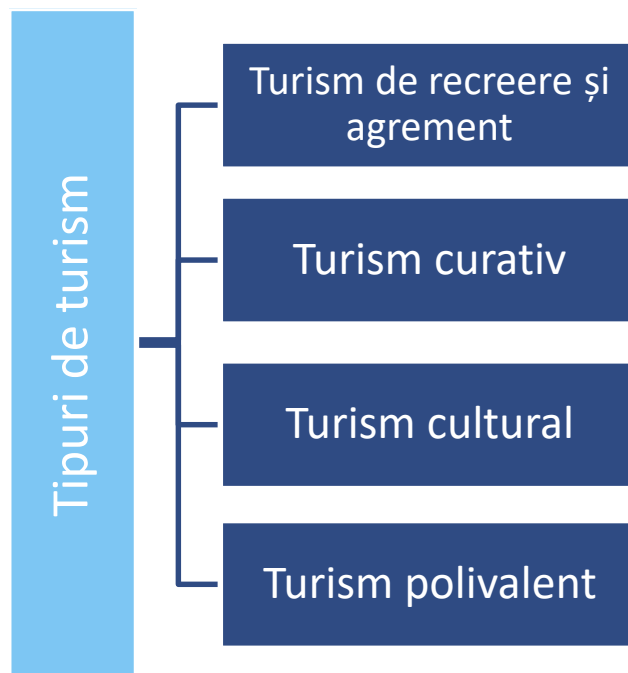 Tipuri de turism
Turism de recreere și
agrement
Turism curativ
Turism cultural
Turism polivalent